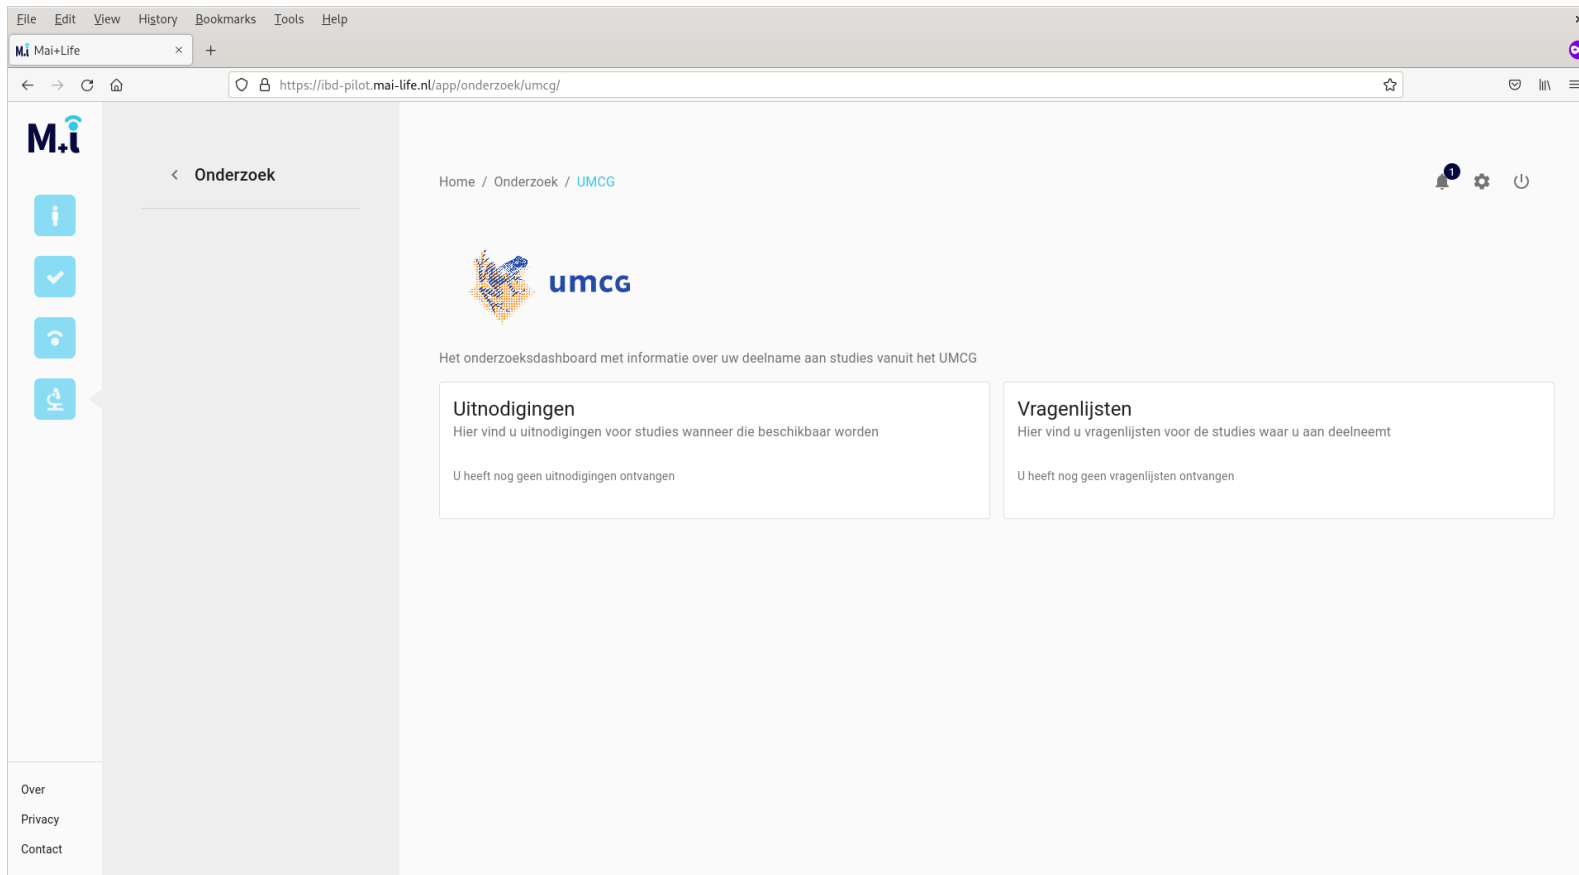 File Edit View History Bookmarks Tools Help
M.i Mai+Life × +
https://ibd-pilot.mai-life.nl/app/onderzoek/umcg/
M+i
< Onderzoek
Home / Onderzoek / UMCG
1
umcg
Het onderzoeksdashboard met informatie over uw deelname aan studies vanuit het UMCG
Uitnodigingen
Hier vind u uitnodigingen voor studies wanneer die beschikbaar worden
U heeft nog geen uitnodigingen ontvangen
Vragenlijsten
Hier vind u vragenlijsten voor de studies waar u aan deelneemt
U heeft nog geen vragenlijsten ontvangen
Over
Privacy
Contact